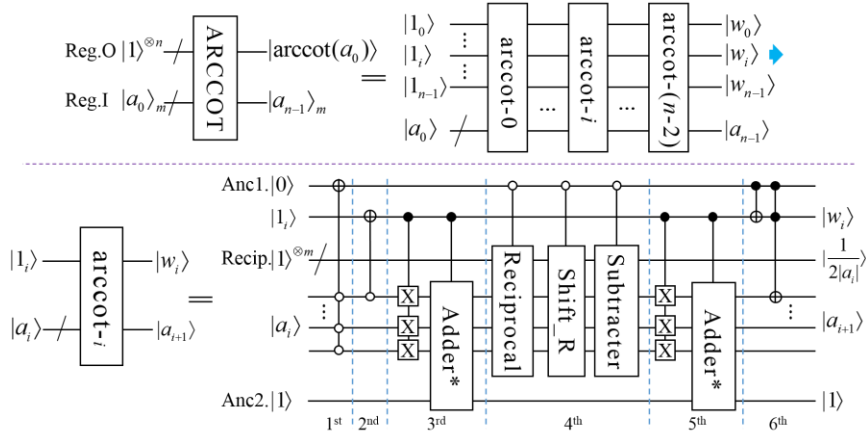 Reg.O |1⟩^{⊗n} ARCCOT |arccot(a_0)⟩
Reg.I |a_0⟩_m |a_{n-1}⟩_m
=
|1_0⟩ |w_0⟩
⋮
|1_i⟩ arccot-0 arccot-i arccot-(n-2) |w_i⟩
⋮
|1_{n-1}⟩ |w_{n-1}⟩
... ...
|a_0⟩ |a_{n-1}⟩
|1_i⟩ arccot-i |w_i⟩
|a_i⟩ |a_{i+1}⟩
=
Anc1.|0⟩
|1_i⟩ |w_i⟩
Recip.|1⟩^{⊗m} |1/2|a_i|⟩
X X
⋮ ⋮
|a_i⟩ X Adder* Reciprocal Shift_R Subtracter X Adder* |a_{i+1}⟩
X X
Anc2.|1⟩ |1⟩
1st 2nd 3rd 4th 5th 6th